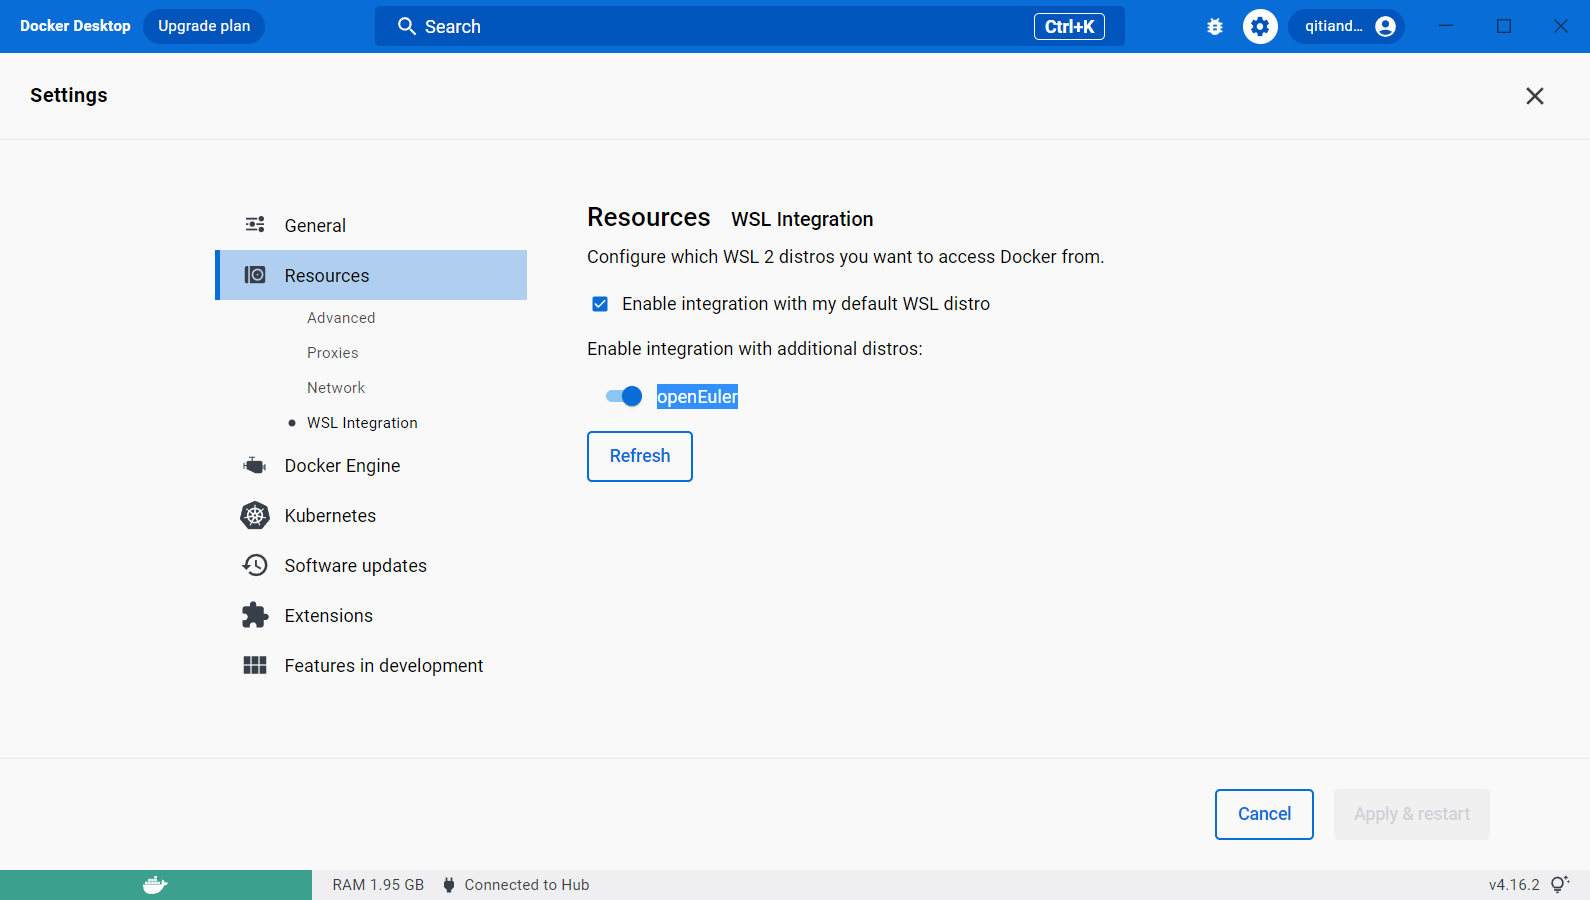 Docker Desktop Upgrade plan Search Ctrl+K qitiand...
Settings
General
Resources
Advanced
Proxies
Network
WSL Integration
Docker Engine
Kubernetes
Software updates
Extensions
Features in development
Resources WSL Integration
Configure which WSL 2 distros you want to access Docker from.
Enable integration with my default WSL distro
Enable integration with additional distros:
openEuler
Refresh
Cancel Apply & restart
RAM 1.95 GB Connected to Hub v4.16.2